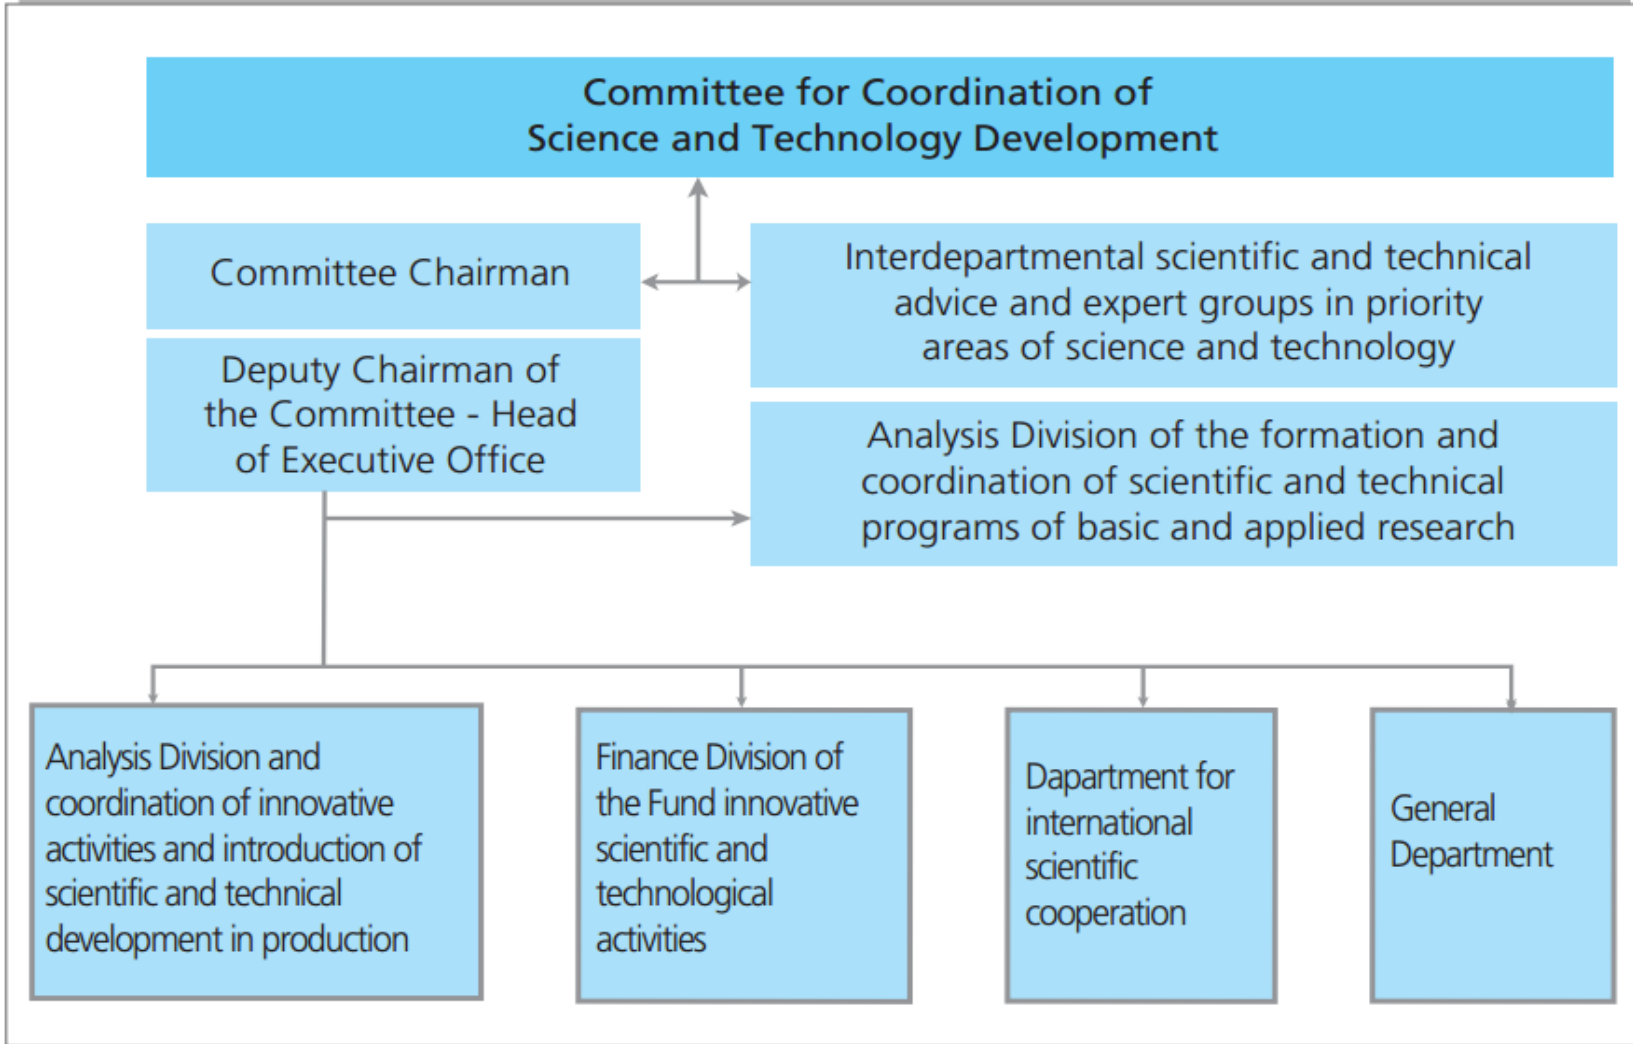 Committee for Coordination of
Science and Technology Development
Committee Chairman
Interdepartmental scientific and technical
advice and expert groups in priority
areas of science and technology
Deputy Chairman of
the Committee - Head
of Executive Office
Analysis Division of the formation and
coordination of scientific and technical
programs of basic and applied research
Analysis Division and
coordination of innovative
activities and introduction of
scientific and technical
development in production
Finance Division of
the Fund innovative
scientific and
technological
activities
Dapartment for
international
scientific
cooperation
General
Department